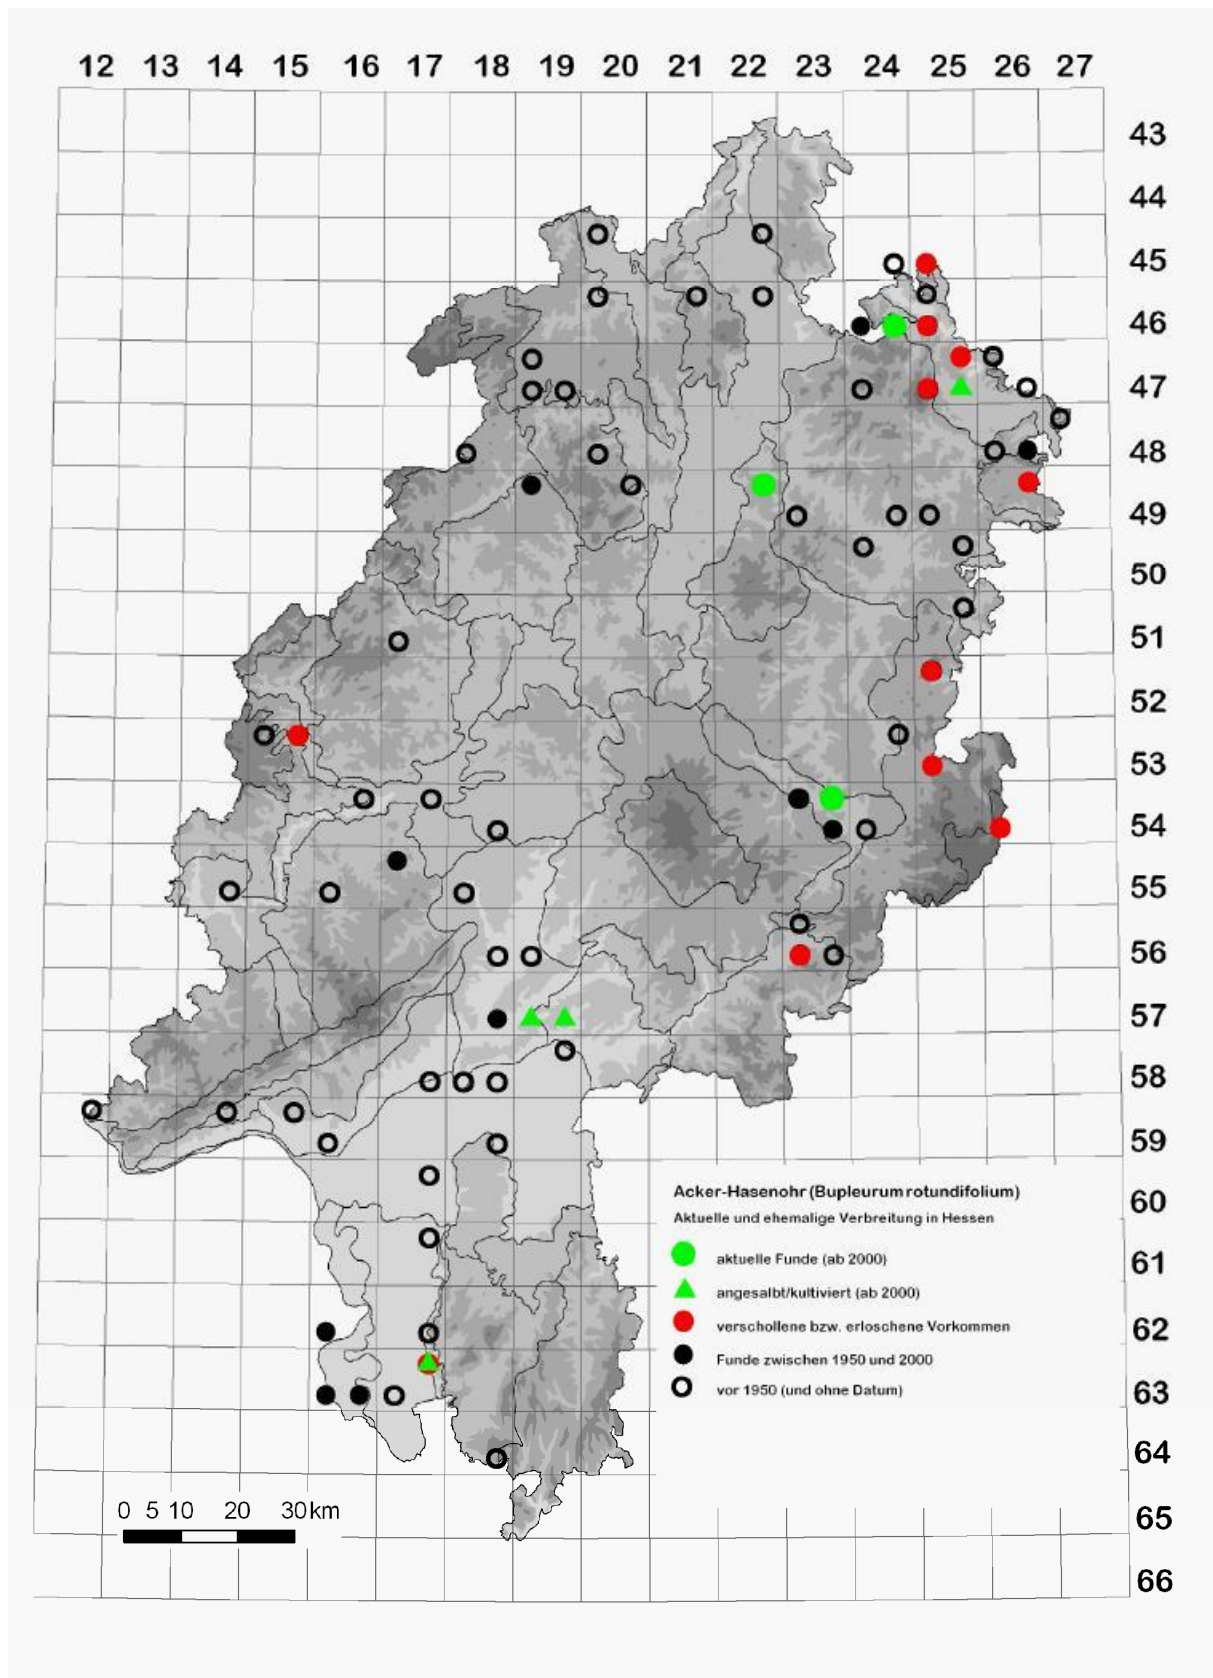 12 13 14 15 16 17 18 19 20 21 22 23 24 25 26 27
43
44
45
46
47
48
49
50
51
52
53
54
55
56
57
58
59
60
61
62
63
64
65
66
Acker-Hasenohr (Bupleurum rotundifolium)
Aktuelle und ehemalige Verbreitung in Hessen
aktuelle Funde (ab 2000)
angesalbt/kultiviert (ab 2000)
verschollene bzw. erloschene Vorkommen
Funde zwischen 1950 und 2000
vor 1950 (und ohne Datum)
0 5 10 20 30km